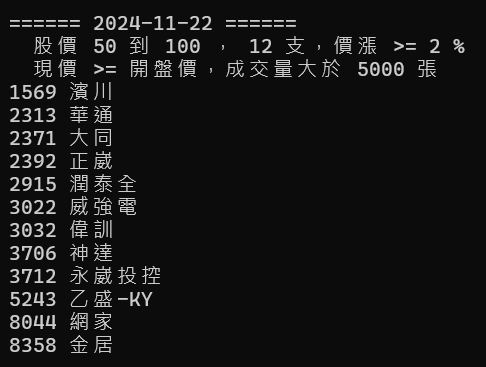 ====== 2024-11-22 ======
股價 50 到 100 , 12 支,價漲 >= 2 %
現價 >= 開盤價,成交量大於 5000 張
1569 濱川
2313 華通
2371 大同
2392 正崴
2915 潤泰全
3022 威強電
3032 偉訓
3706 神達
3712 永崴投控
5243 乙盛-KY
8044 網家
8358 金居